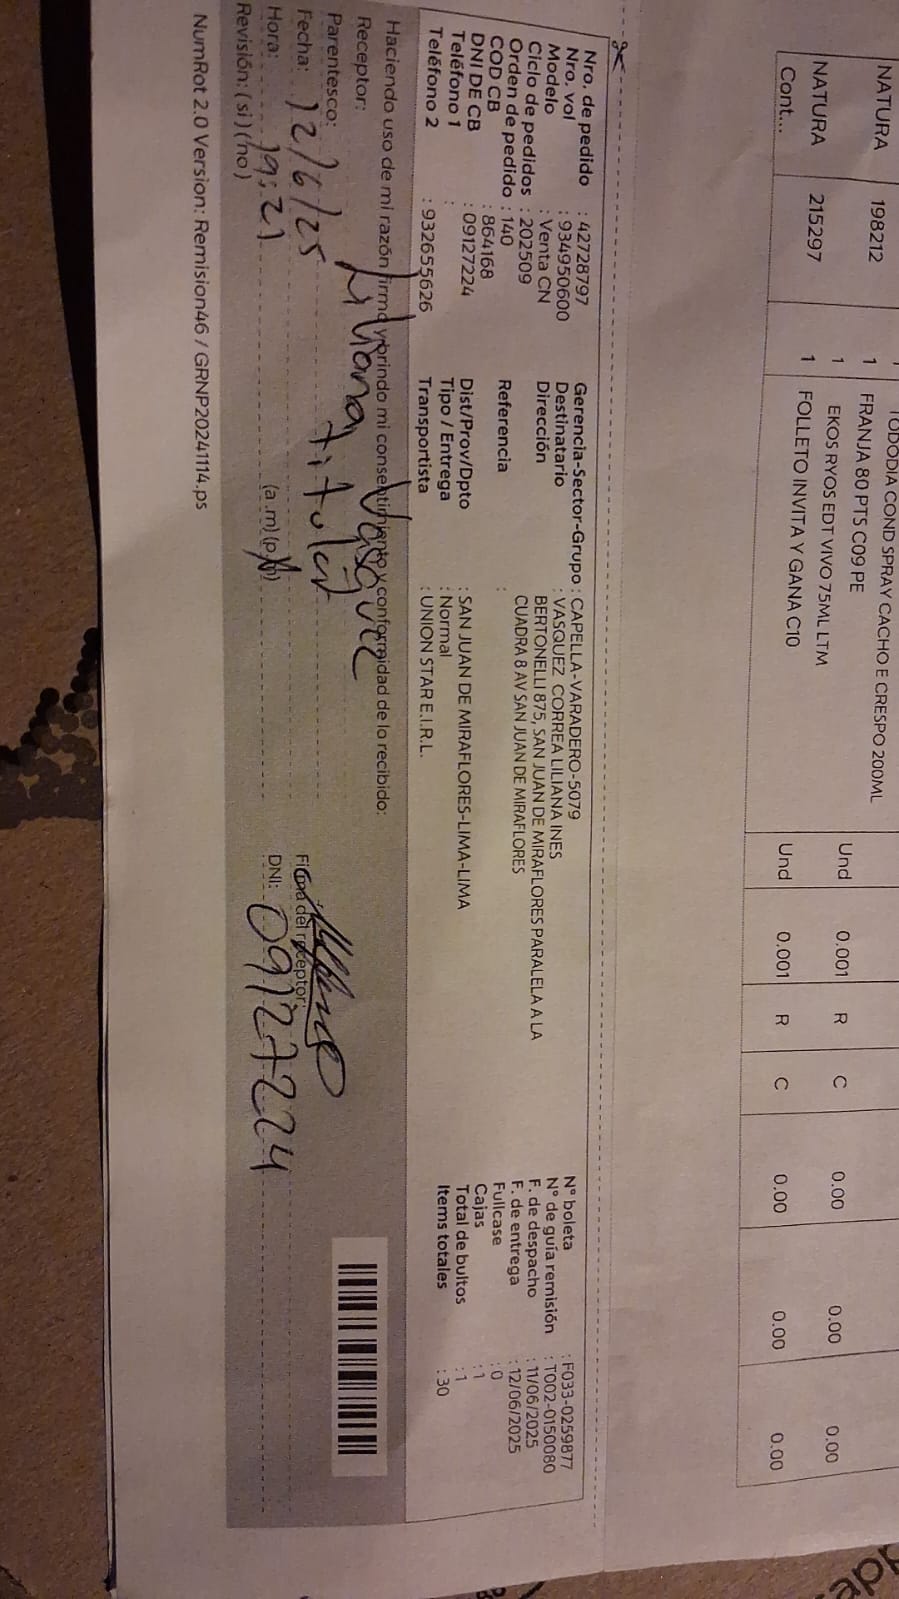 TODODIA COND SPRAY CACHO E CRESPO 200ML
NATURA 198212 1 FRANJA 80 PTS C09 PE
1 EKOS RYOS EDT VIVO 75ML LTM Und 0.001 R C 0.00 0.00 0.00
NATURA 215297 1 FOLLETO INVITA Y GANA C10 Und 0.001 R C 0.00 0.00 0.00
Cont...
Nro. de pedido : 42728797
Nro. vol : 934950600
Modelo : Venta CN
Ciclo de pedidos : 202509
Orden de pedido : 140
COD CB : 864168
DNI DE CB : 09127224
Teléfono 1 :
Teléfono 2 : 932655626
Gerencia-Sector-Grupo : CAPELLA-VARADERO-5079
Destinatario : VASQUEZ CORREA LILIANA INES
Dirección BERTONELLI 875, SAN JUAN DE MIRAFLORES PARALELA A LA
CUADRA 8 AV SAN JUAN DE MIRAFLORES
Referencia :
Dist/Prov/Dpto : SAN JUAN DE MIRAFLORES-LIMA-LIMA
Tipo / Entrega : Normal
Transportista : UNION STAR E.I.R.L.
N° boleta : F033-0259877
N° de guía remisión : T002-0150080
F. de despacho : 11/06/2025
F. de entrega : 12/06/2025
Fullcase : 0
Cajas : 1
Total de bultos : 1
Items totales : 30
Haciendo uso de mi razón firmo y brindo mi consentimiento y conformidad de lo recibido:
Receptor: Liliana Vasquez
Parentesco: titular
Fecha: 12/6/25 Firma del receptor:
Hora: 19:21 (a.m) (p.m) DNI: 09127224
Revisión: ( si ) ( no )
NumRot 2.0 Version: Remision46 / GRNP20241114.ps